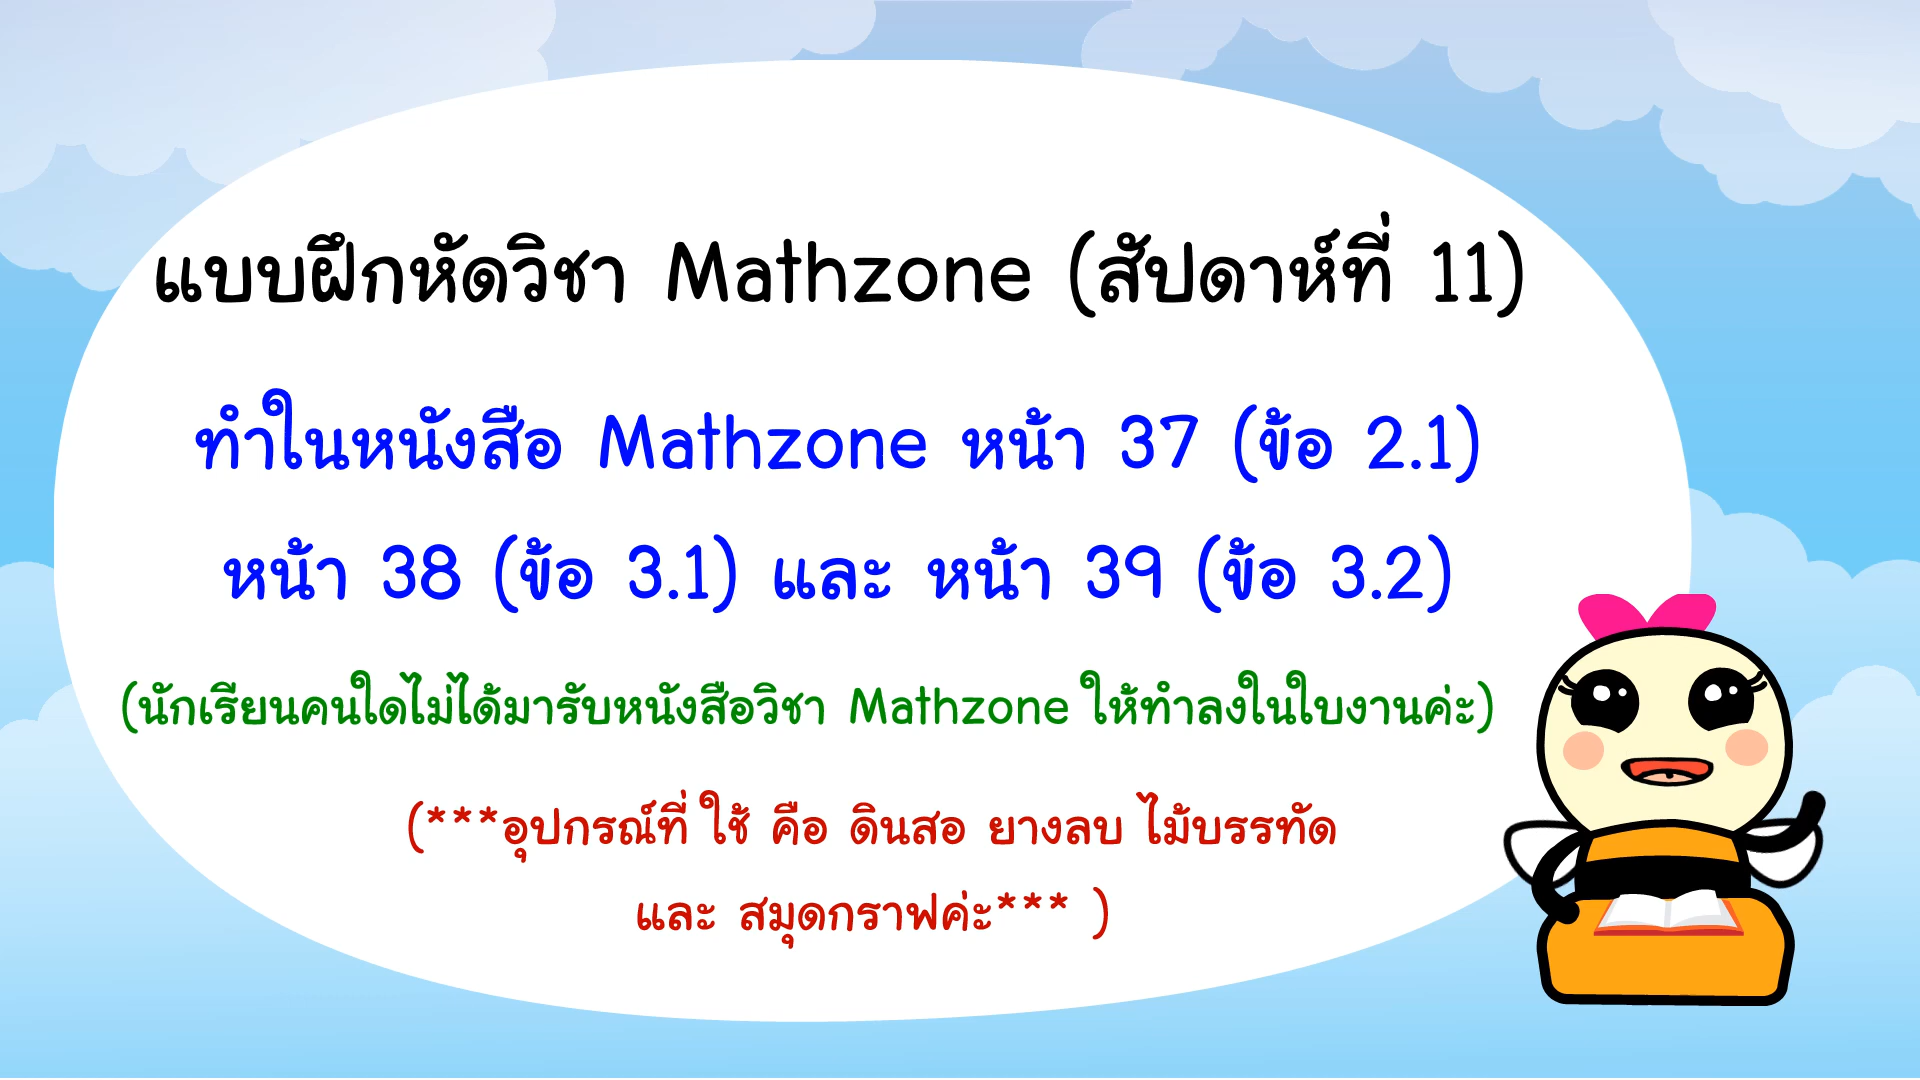 แบบฝึกหัดวิชา Mathzone (สัปดาห์ที่ 11)
ทำในหนังสือ Mathzone หน้า 37 (ข้อ 2.1)
หน้า 38 (ข้อ 3.1) และ หน้า 39 (ข้อ 3.2)
(นักเรียนคนใดไม่ได้มารับหนังสือวิชา Mathzone ให้ทำลงในใบงานค่ะ)
(***อุปกรณ์ที่ ใช้ คือ ดินสอ ยางลบ ไม้บรรทัด
และ สมุดกราฟค่ะ*** )